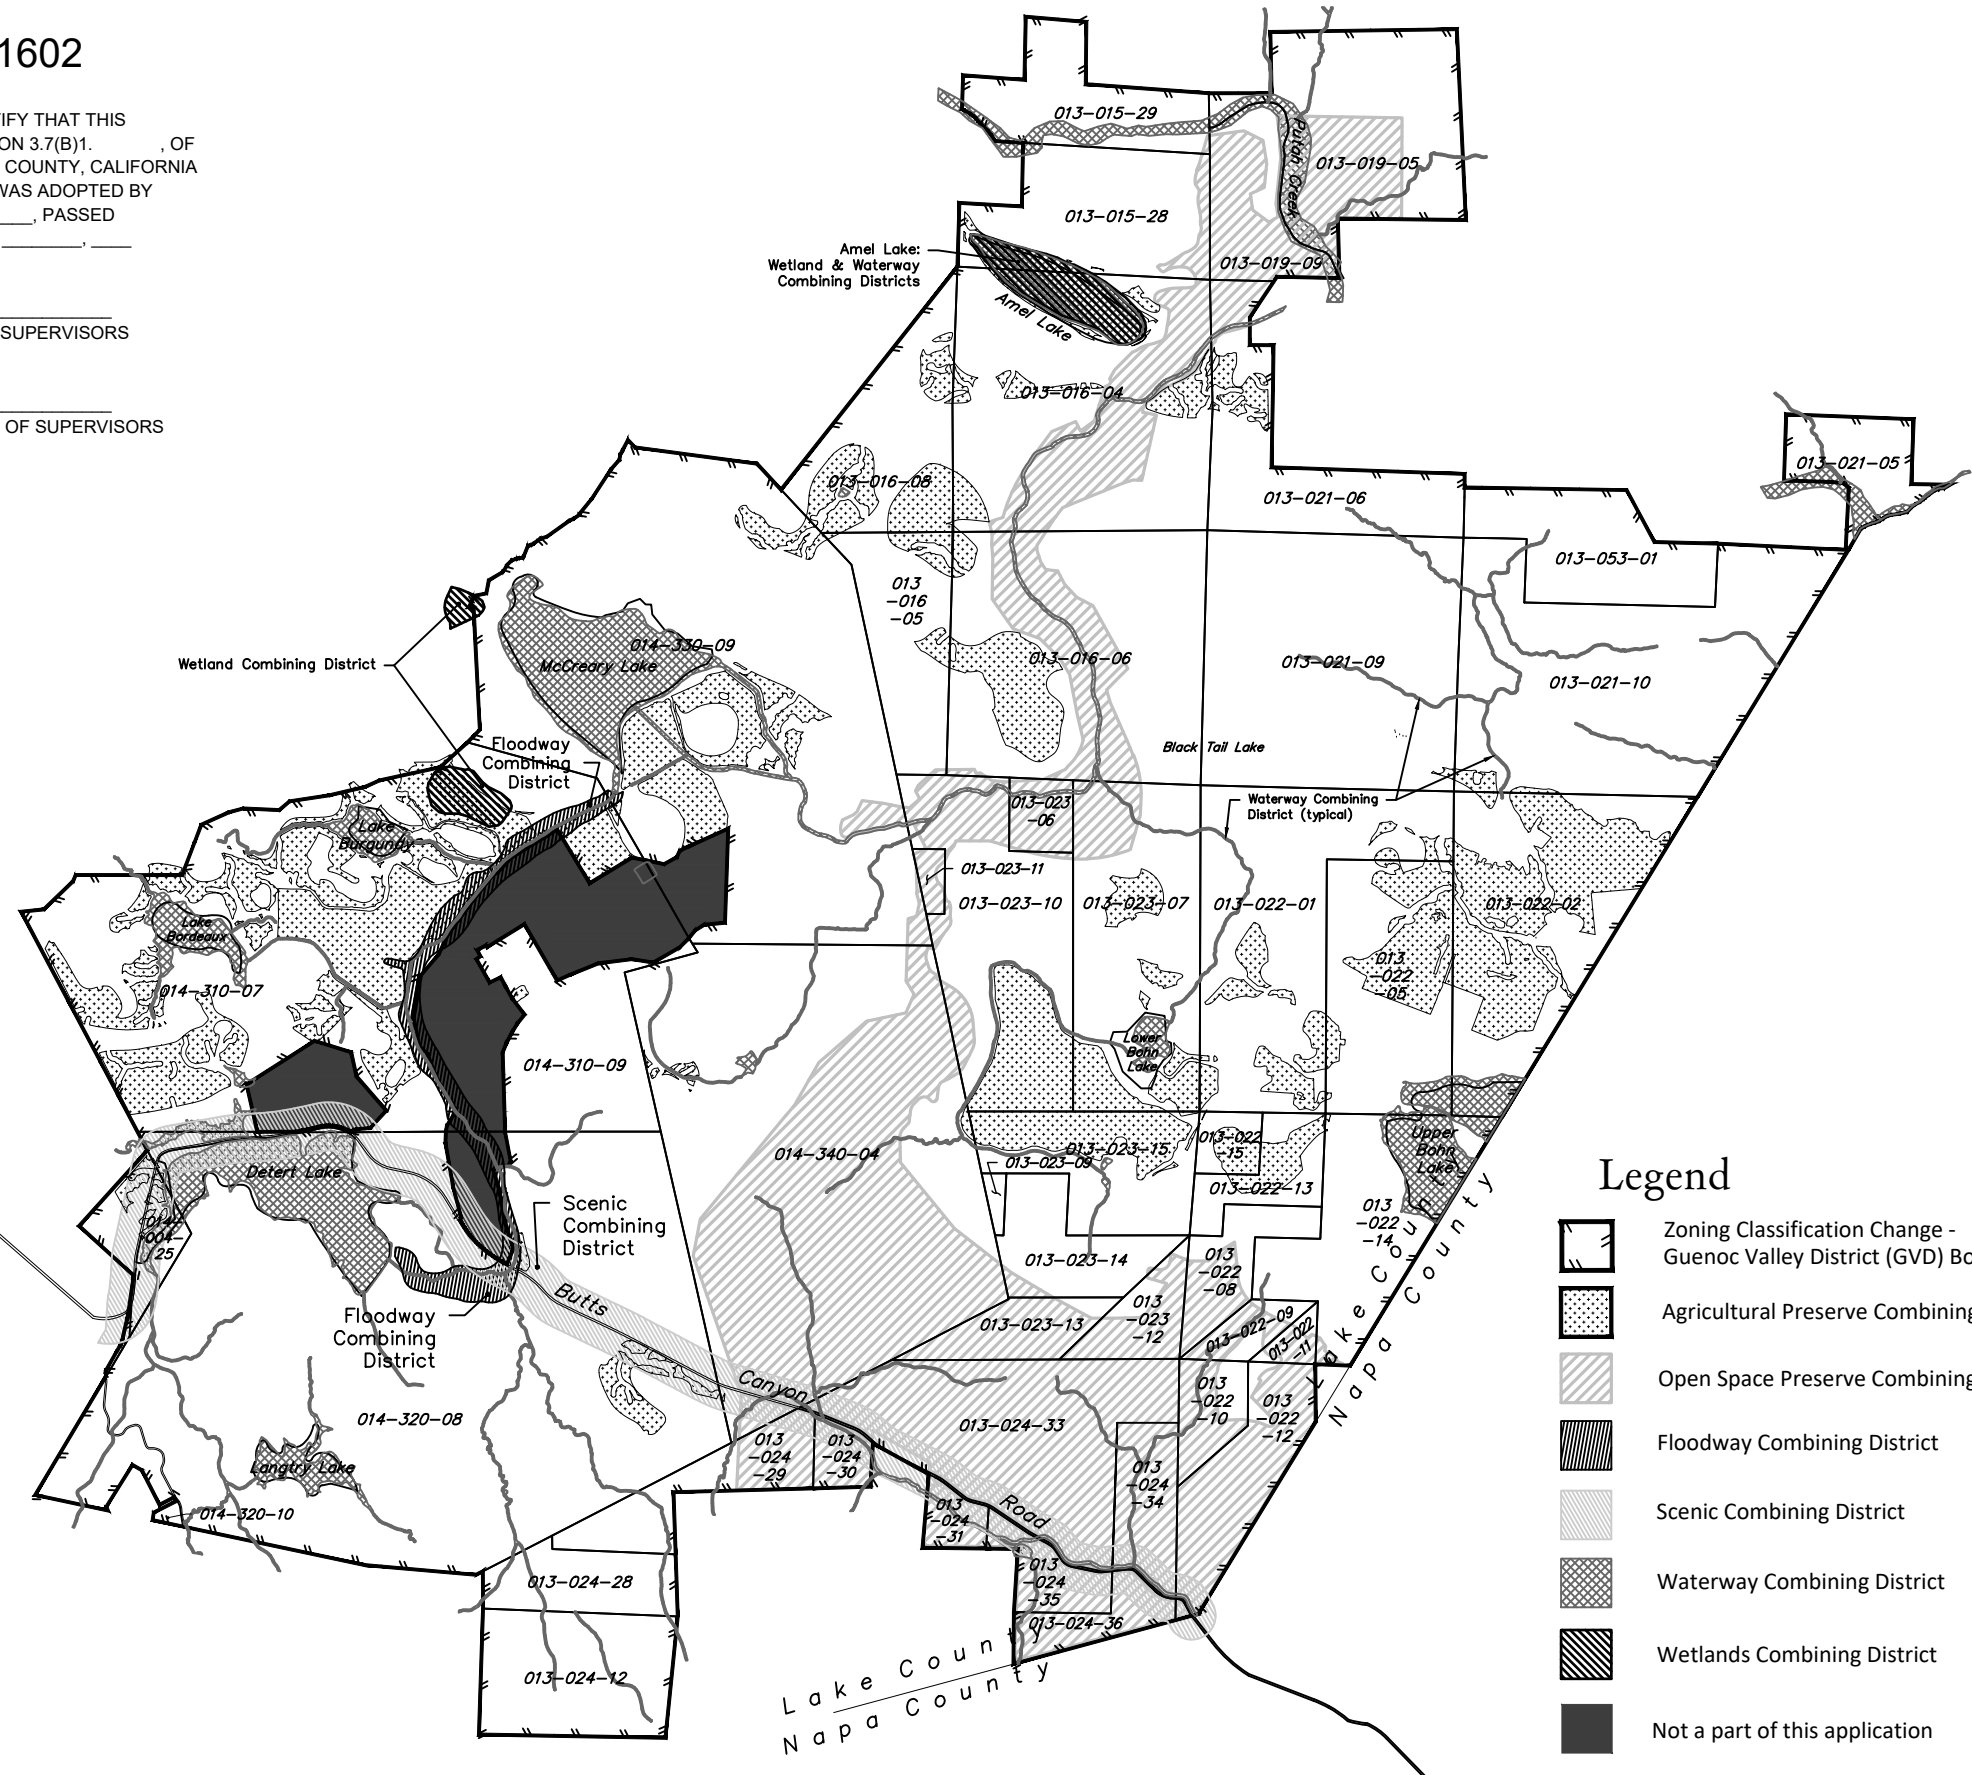 1602
IFY THAT THIS
ON 3.7(B)1. , OF
COUNTY, CALIFORNIA
WAS ADOPTED BY
___, PASSED
________, ____
SUPERVISORS
OF SUPERVISORS
013-015-29
Putah Creek
013-019-05
013-015-28
Amel Lake:
Wetland & Waterway
Combining Districts
013-019-09
Amel Lake
013-016-04
013-021-05
013-016-08
013-021-06
013-053-01
013
-016
-05
014-330-09
McCreary Lake
Wetland Combining District
013-016-06
013-021-09
013-021-10
Black Tail Lake
Floodway
Combining
District
013-023
-06
Waterway Combining
District (typical)
Lake
Burgundy
013-023-11
013-023-10
013-023-07
013-022-01
013-022-02
Lake
Bordeaux
013
-022
-05
014-310-07
Lower
Bohn
Lake
014-310-09
Upper
Bohn
Lake
013-022
-15
014-340-04
013-023-15
013-023-09
Detert Lake
013-022-13
014-
004-
25
013
-022
-14
Scenic
Combining
District
013-023-14
013
-022
-08
Floodway
Combining
District
Butts
013-023-13
013
-023
-12
013-022-09
013-022
-11
Lake County
Napa County
Canyon
013
-022
-10
013
-022
-12
014-320-08
013-024-33
013
-024
-29
013
-024
-30
013
-024
-34
Langtry Lake
Road
014-320-10
013
-024
-31
013
-024
-35
013-024-28
013-024-36
013-024-12
Lake County
Napa County
Legend
Zoning Classification Change -
Guenoc Valley District (GVD) Bo
Agricultural Preserve Combining
Open Space Preserve Combining
Floodway Combining District
Scenic Combining District
Waterway Combining District
Wetlands Combining District
Not a part of this application